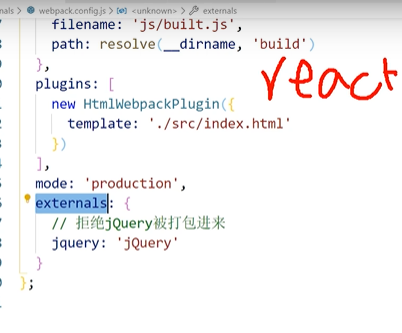 nals > webpack.config.js > <unknown> > externals
filename: 'js/built.js',
path: resolve(__dirname, 'build')
},
plugins: [
new HtmlWebpackPlugin({
template: './src/index.html'
})
],
mode: 'production',
externals: {
// 拒绝jQuery被打包进来
jquery: 'jQuery'
}
};
react